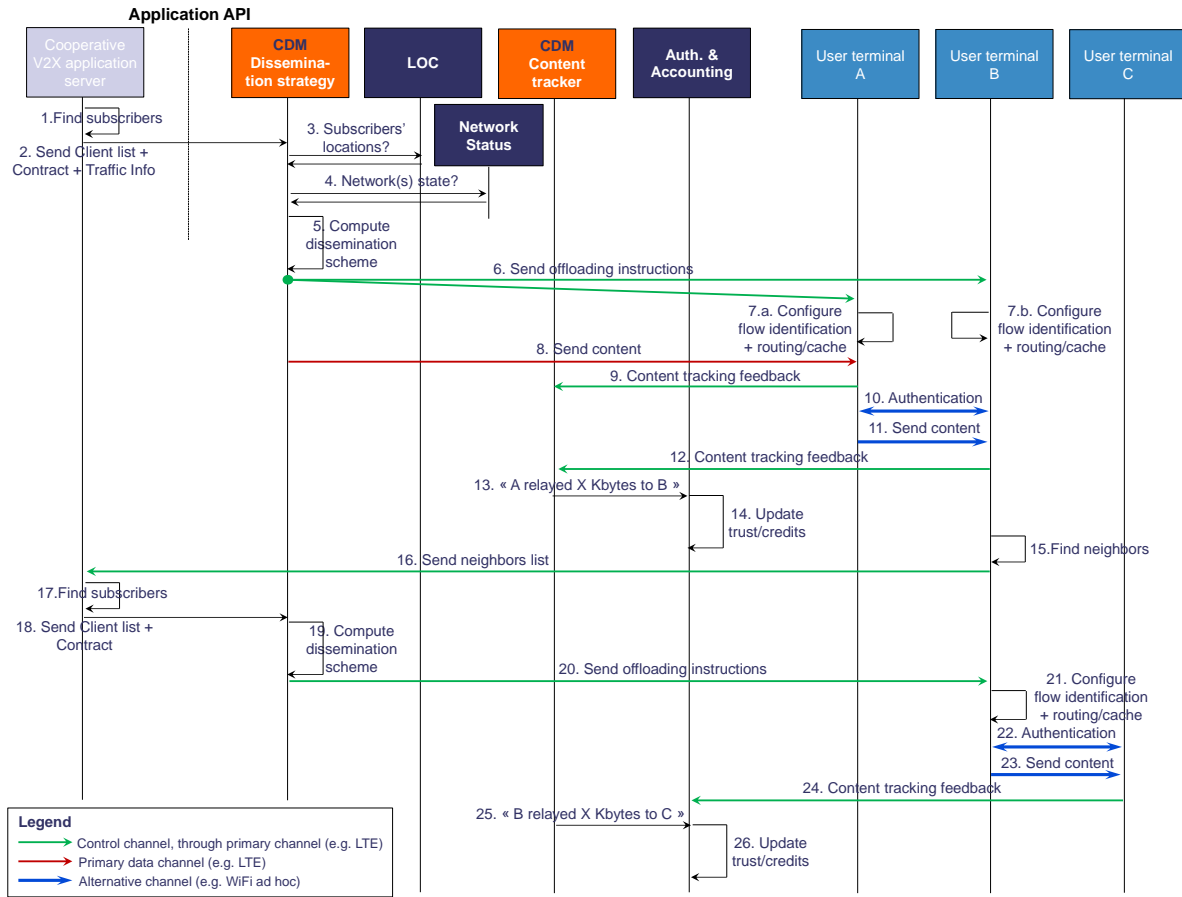 Application API
Cooperative
V2X application
server
CDM
Dissemina-
tion strategy
LOC
CDM
Content
tracker
Auth. &
Accounting
User terminal
A
User terminal
B
User terminal
C
Network
Status
1.Find subscribers
2. Send Client list +
Contract + Traffic Info
3. Subscribers'
locations?
4. Network(s) state?
5. Compute
dissemination
scheme
6. Send offloading instructions
7.a. Configure
flow identification
+ routing/cache
7.b. Configure
flow identification
+ routing/cache
8. Send content
9. Content tracking feedback
10. Authentication
11. Send content
12. Content tracking feedback
13. « A relayed X Kbytes to B »
14. Update
trust/credits
15.Find neighbors
16. Send neighbors list
17.Find subscribers
18. Send Client list +
Contract
19. Compute
dissemination
scheme
20. Send offloading instructions
21. Configure
flow identification
+ routing/cache
22. Authentication
23. Send content
24. Content tracking feedback
25. « B relayed X Kbytes to C »
26. Update
trust/credits
Legend
Control channel, through primary channel (e.g. LTE)
Primary data channel (e.g. LTE)
Alternative channel (e.g. WiFi ad hoc)